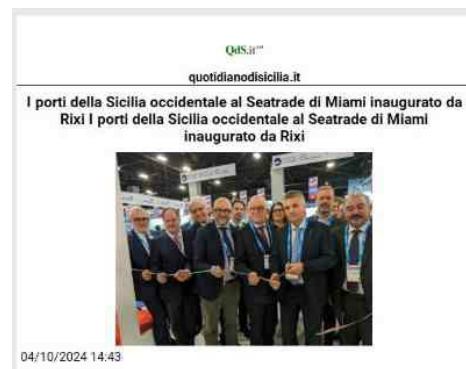 QdS.it
quotidianodisicilia.it
I porti della Sicilia occidentale al Seatrade di Miami inaugurato da
Rixi I porti della Sicilia occidentale al Seatrade di Miami
inaugurato da Rixi
04/10/2024 14:43